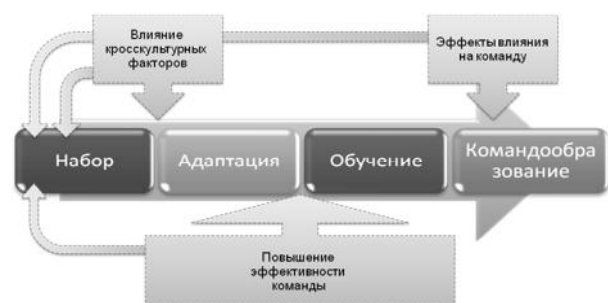 Влияние
кросскультурных
факторов
Эффекты влияния
на команду
Набор
Адаптация
Обучение
Командообра
зование
Повышение
эффективности
команды